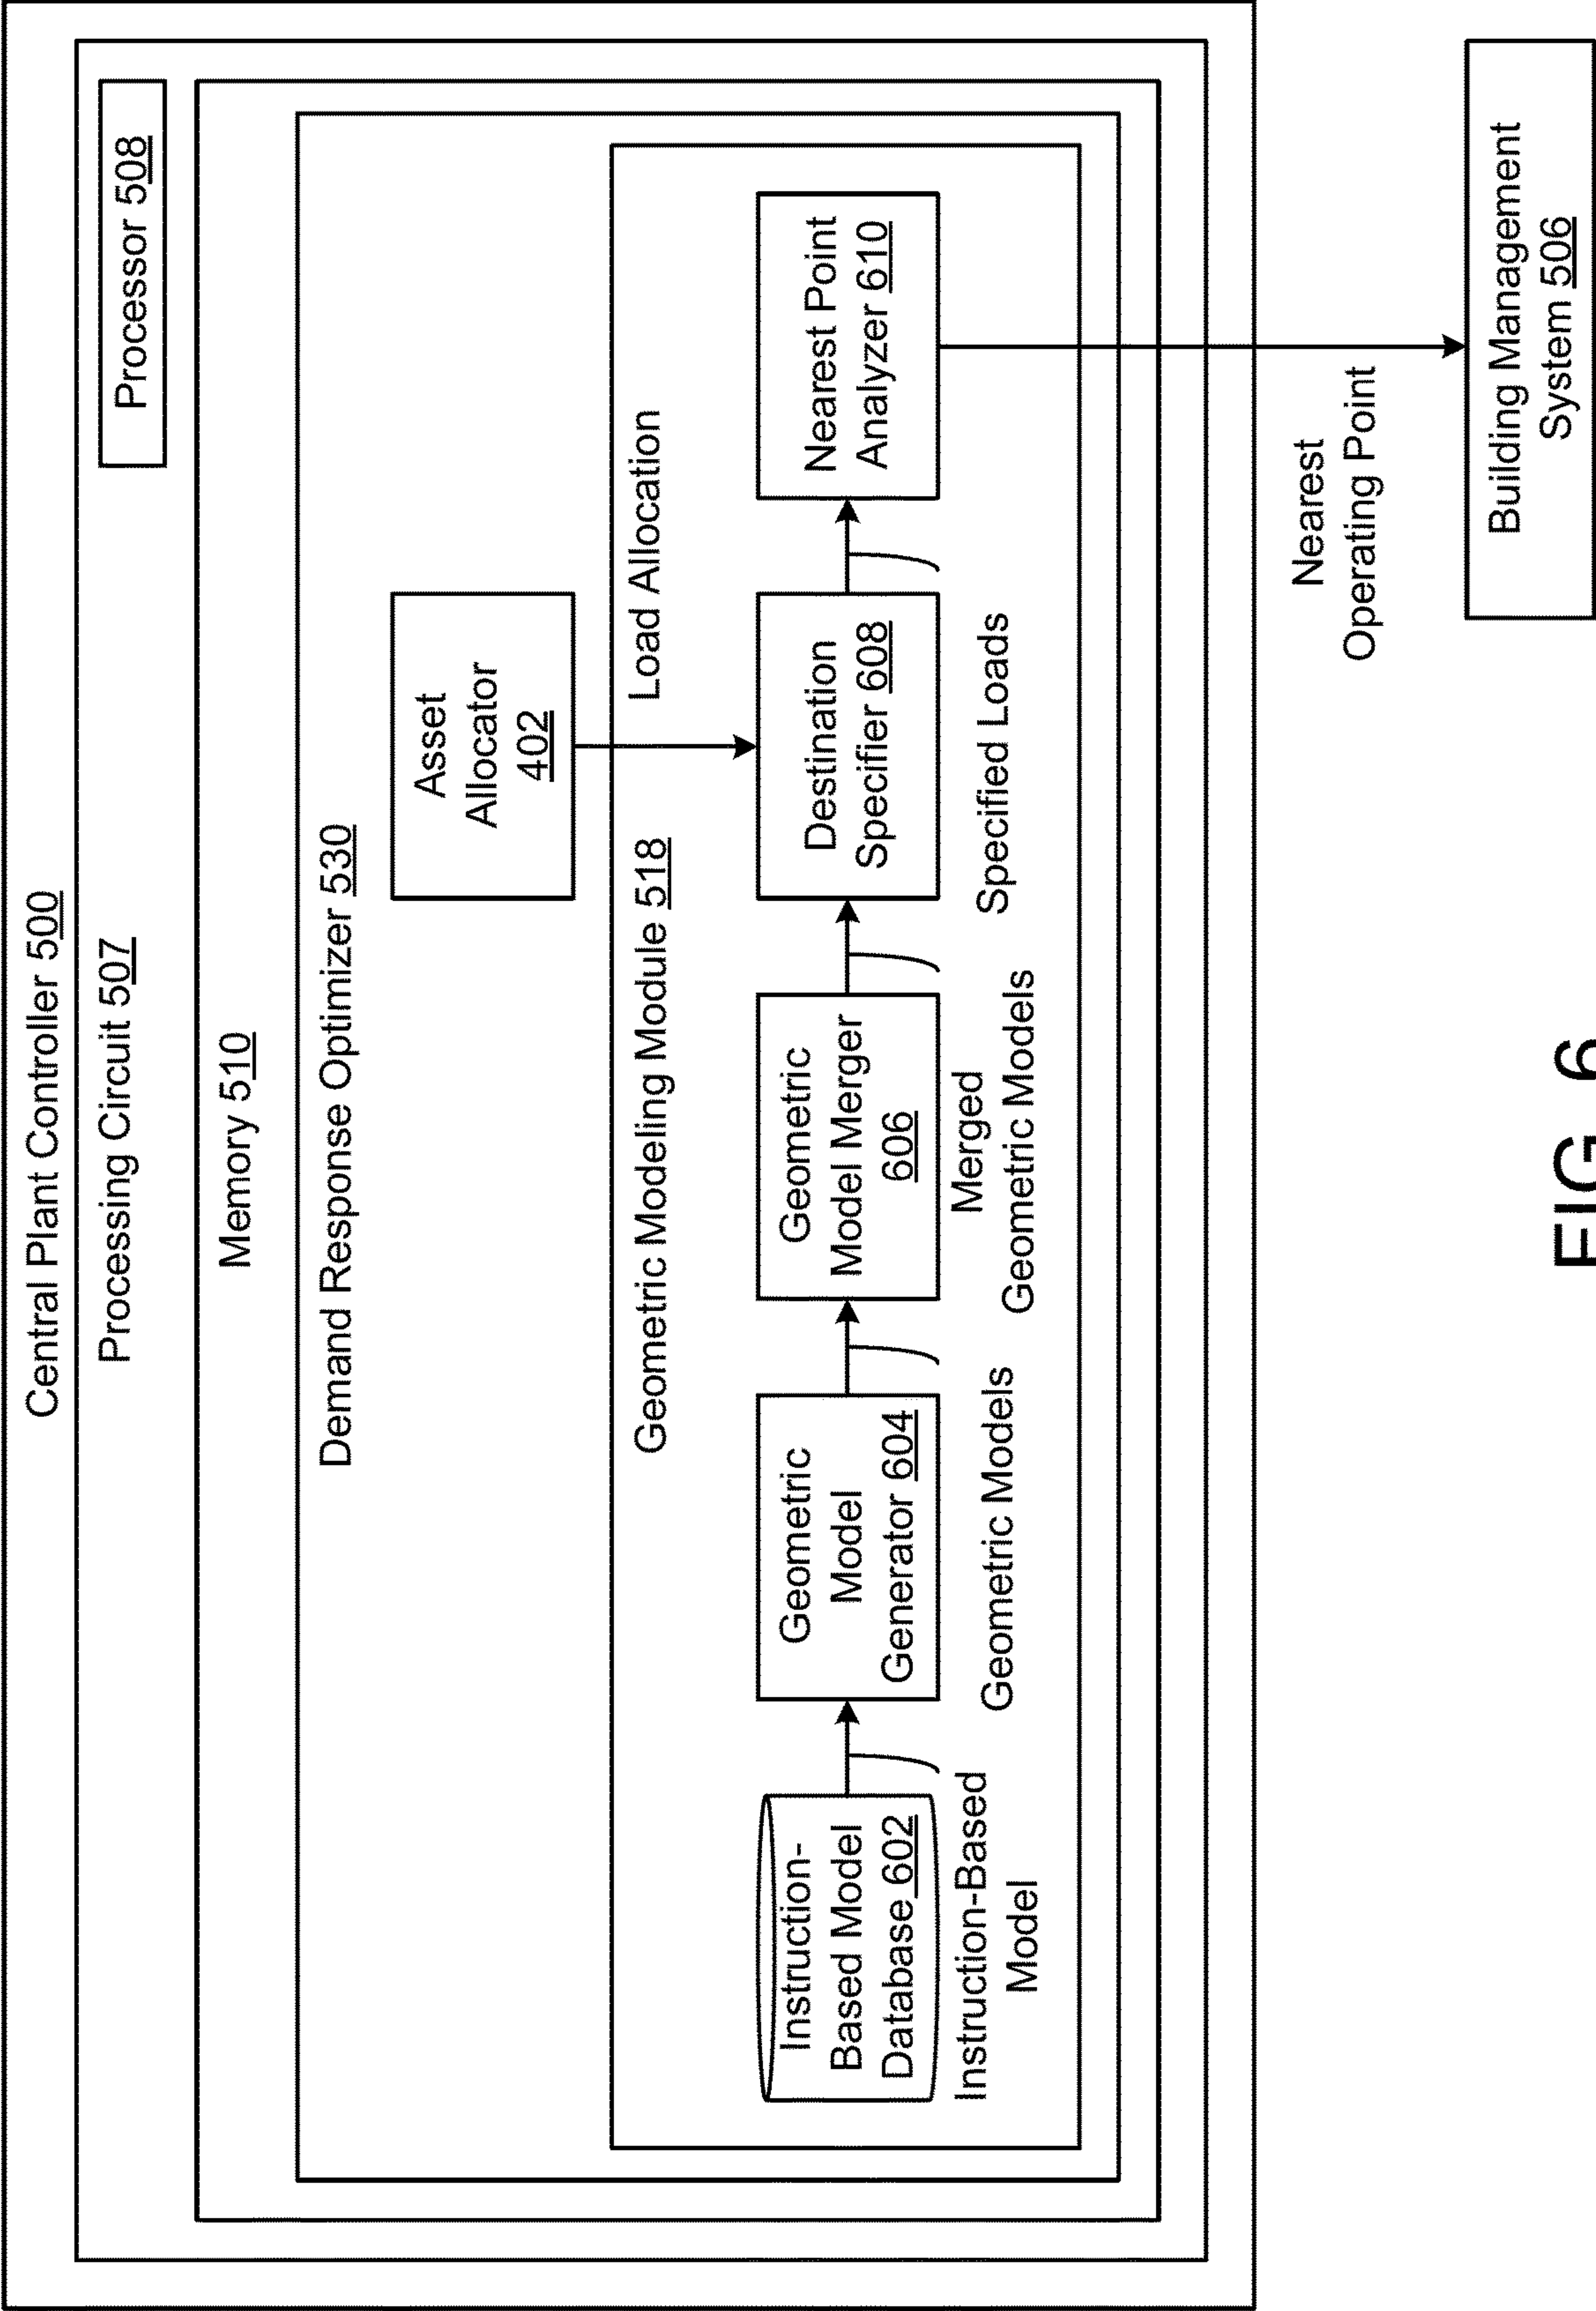 Central Plant Controller 500
Processing Circuit 507
Processor 508
Memory 510
Demand Response Optimizer 530
Asset
Allocator
402
Geometric Modeling Module 518
Load Allocation
Instruction-
Based Model
Database 602
Geometric
Model
Generator 604
Geometric
Model Merger
606
Destination
Specifier 608
Nearest Point
Analyzer 610
Instruction-Based
Model
Geometric Models
Merged
Geometric Models
Specified Loads
Nearest
Operating Point
Building Management
System 506
FIG. 6